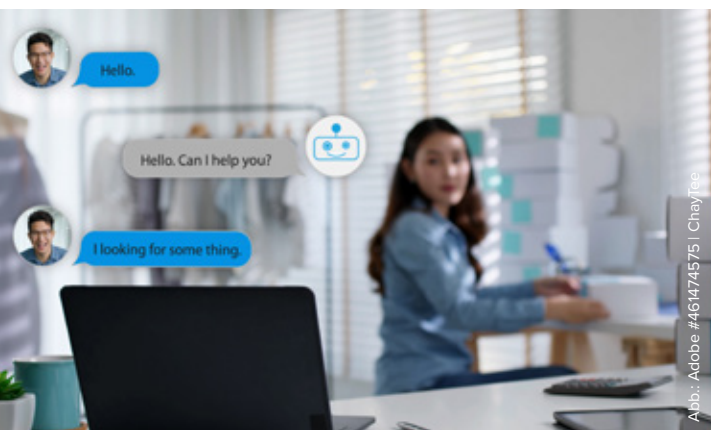 Hello.
Hello. Can I help you?
I looking for some thing.
Abb.: Adobe #461474575 | ChayTee